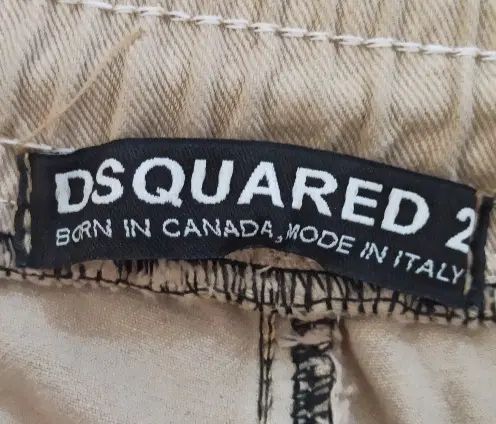 DSQUARED 2
BORN IN CANADA, MODE IN ITALY